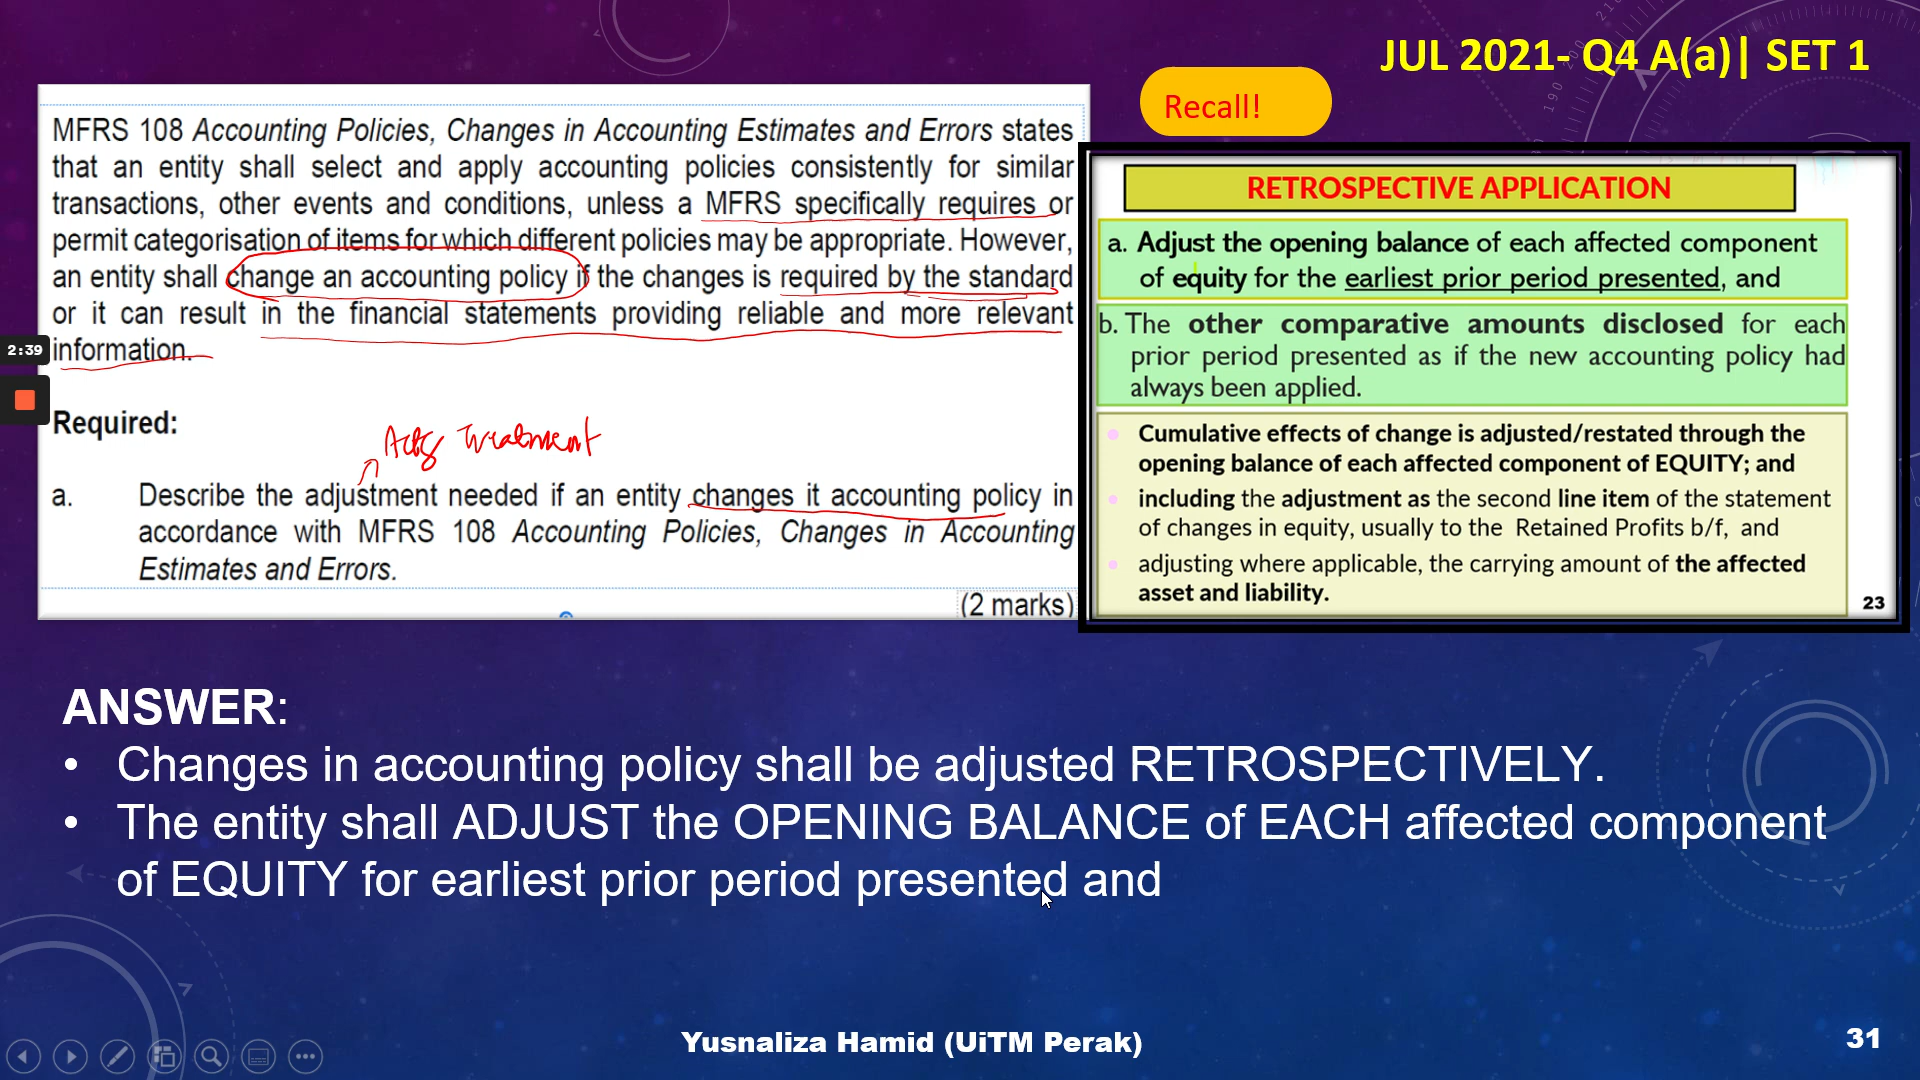 JUL 2021- Q4 A(a)| SET 1
Recall!
MFRS 108 Accounting Policies, Changes in Accounting Estimates and Errors states
that an entity shall select and apply accounting policies consistently for similar
transactions, other events and conditions, unless a MFRS specifically requires or
permit categorisation of items for which different policies may be appropriate. However,
an entity shall change an accounting policy if the changes is required by the standard
or it can result in the financial statements providing reliable and more relevant
information.
2:39
Required:
Treatment
a. Describe the adjustment needed if an entity changes it accounting policy in
accordance with MFRS 108 Accounting Policies, Changes in Accounting
Estimates and Errors.
(2 marks)
RETROSPECTIVE APPLICATION
a. Adjust the opening balance of each affected component
of equity for the earliest prior period presented, and
b. The other comparative amounts disclosed for each
prior period presented as if the new accounting policy had
always been applied.
Cumulative effects of change is adjusted/restated through the
opening balance of each affected component of EQUITY; and
including the adjustment as the second line item of the statement
of changes in equity, usually to the Retained Profits b/f, and
adjusting where applicable, the carrying amount of the affected
asset and liability.
23
ANSWER:
• Changes in accounting policy shall be adjusted RETROSPECTIVELY.
• The entity shall ADJUST the OPENING BALANCE of EACH affected component
of EQUITY for earliest prior period presented and
Yusnaliza Hamid (UiTM Perak)
31